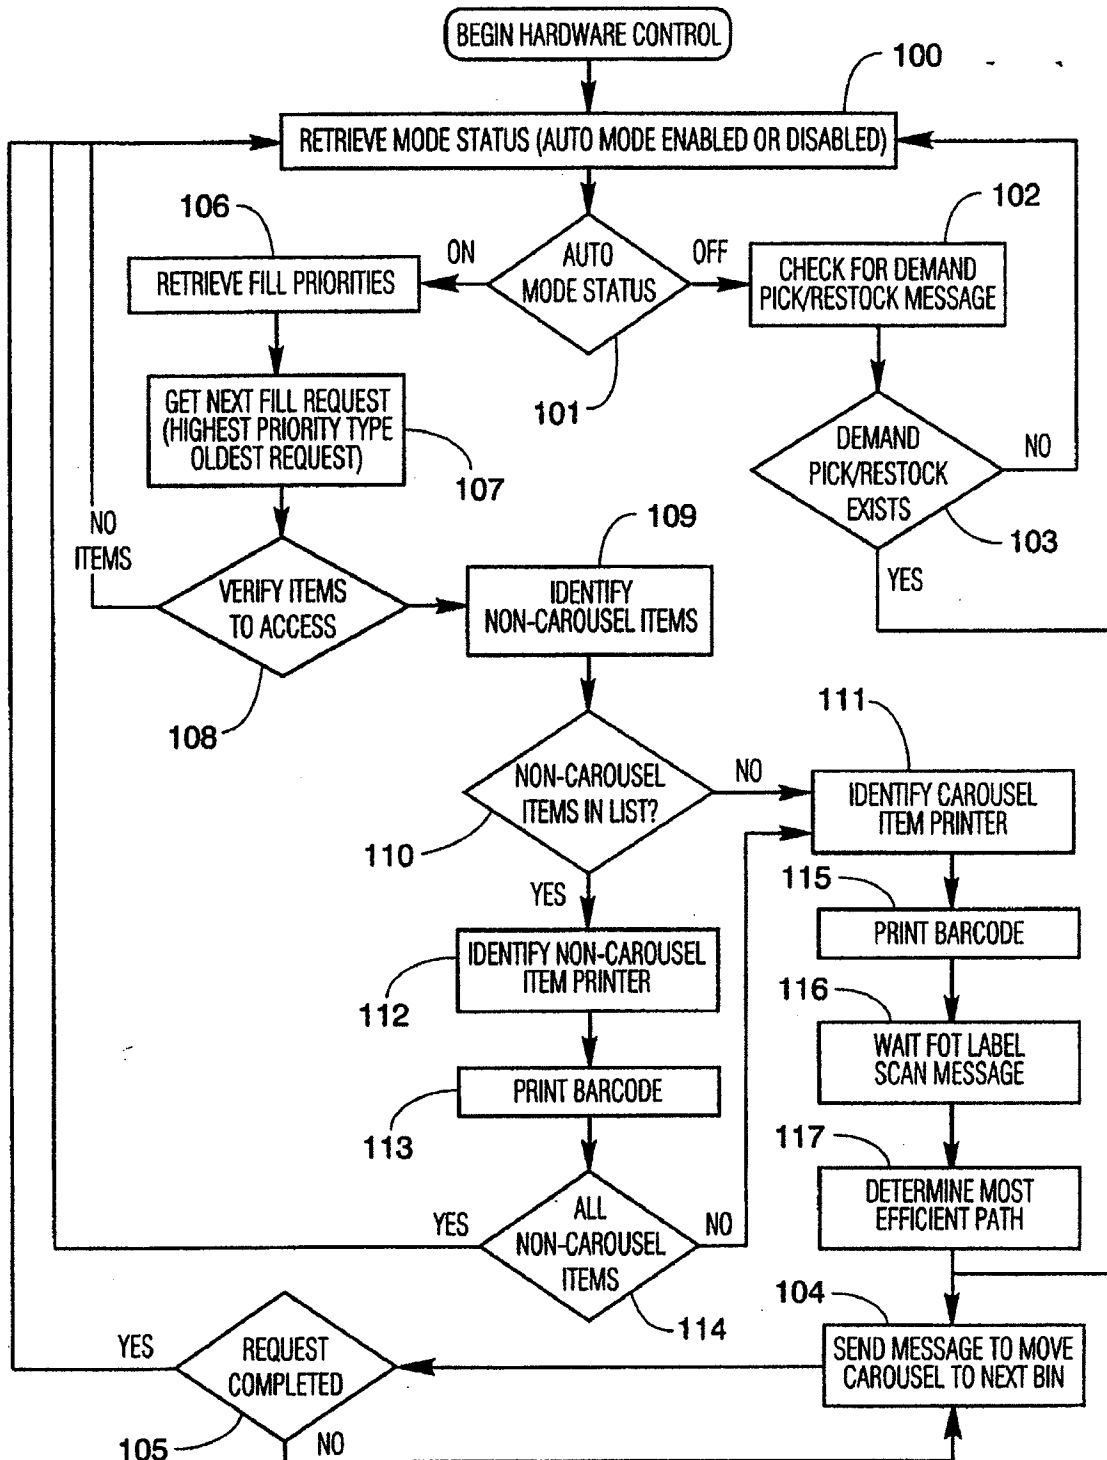 BEGIN HARDWARE CONTROL
100
RETRIEVE MODE STATUS (AUTO MODE ENABLED OR DISABLED)
106
102
ON
AUTO
MODE STATUS
OFF
RETRIEVE FILL PRIORITIES
CHECK FOR DEMAND
PICK/RESTOCK MESSAGE
101
GET NEXT FILL REQUEST
(HIGHEST PRIORITY TYPE
OLDEST REQUEST)
107
DEMAND
PICK/RESTOCK
EXISTS
NO
103
YES
NO
ITEMS
109
VERIFY ITEMS
TO ACCESS
IDENTIFY
NON-CAROUSEL ITEMS
108
111
NON-CAROUSEL
ITEMS IN LIST?
NO
110
IDENTIFY CAROUSEL
ITEM PRINTER
YES
115
PRINT BARCODE
IDENTIFY NON-CAROUSEL
ITEM PRINTER
112
116
WAIT FOT LABEL
SCAN MESSAGE
PRINT BARCODE
113
117
DETERMINE MOST
EFFICIENT PATH
YES
ALL
NON-CAROUSEL
ITEMS
NO
114
104
SEND MESSAGE TO MOVE
CAROUSEL TO NEXT BIN
YES
REQUEST
COMPLETED
105
NO